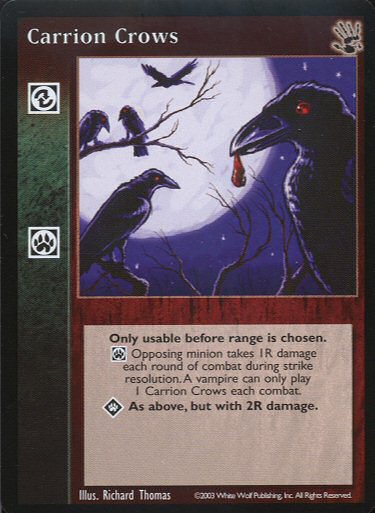 Carrion Crows
Only usable before range is chosen.
Opposing minion takes 1R damage
each round of combat during strike
resolution. A vampire can only play
1 Carrion Crows each combat.
As above, but with 2R damage.
Illus. Richard Thomas
©2003 White Wolf Publishing, Inc. All Rights Reserved.